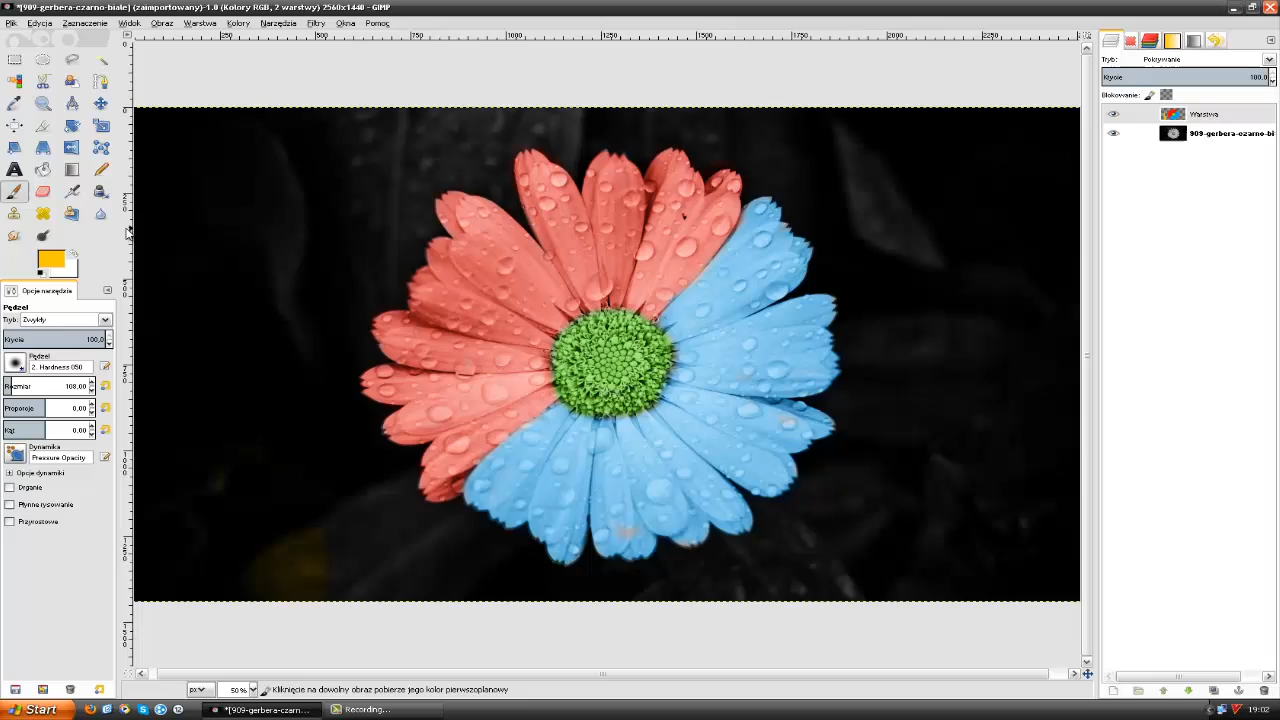 *[909-gerbera-czarno-biale] (zaimportowany)-1.0 (Kolory RGB, 2 warstwy) 2560x1440 - GIMP
Plik Edycja Zaznaczenie Widok Obraz Warstwa Kolory Narzędzia Filtry Okna Pomoc
250 500 750 1000 1250 1500 1750 2000 2250
Tryb: Pokrywanie
Krycie 100,0
Blokowanie:
Warstwa
909-gerbera-czarno-bi
Opcje narzędzia
Pędzel
Tryb: Zwykły
Krycie 100,0
Pędzel
2. Hardness 050
Rozmiar 108,00
Proporcje 0,00
Kąt 0,00
Dynamika
Pressure Opacity
Opcje dynamiki
Drganie
Płynne rysowanie
Przyrostowe
px 50% Kliknięcie na dowolny obraz pobierze jego kolor pierwszoplanowy
Start *[909-gerbera-czarn... Recording... 19:02